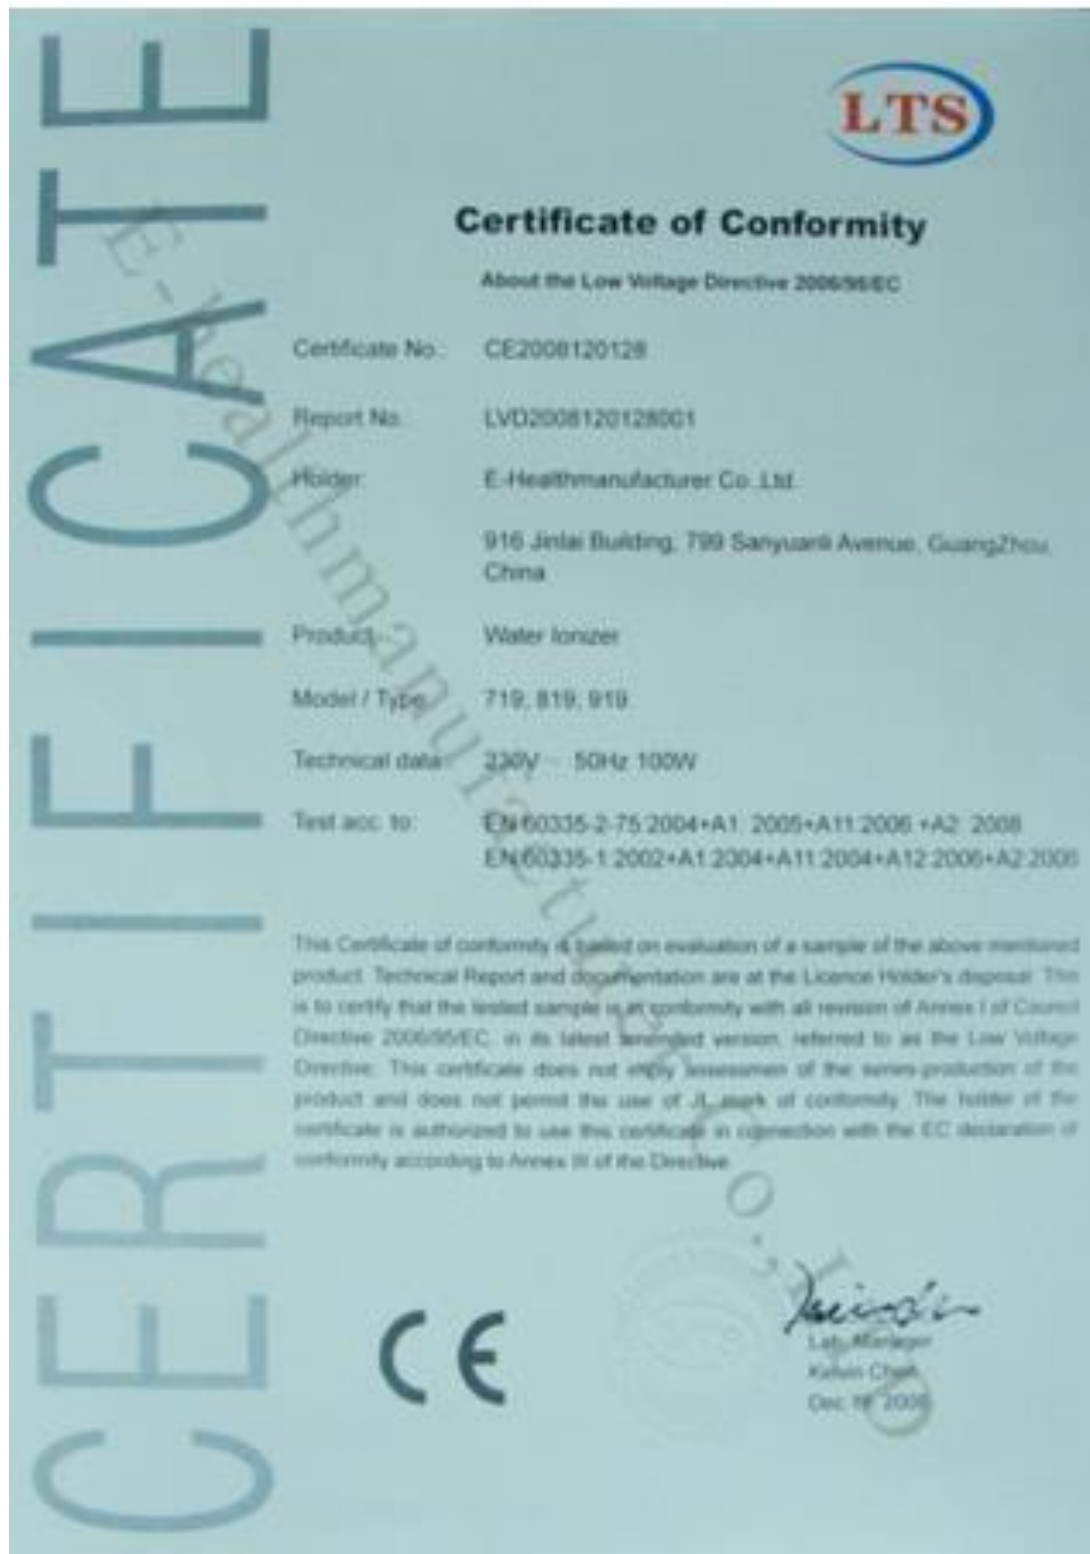 CERTIFICATE
LTS
Certificate of Conformity
About the Low Voltage Directive 2006/95/EC
Certificate No.: CE2008120128
Report No.: LVD2008120128001
Holder: E-Healthmanufacturer Co.,Ltd.
916 Jinlai Building, 799 Sanyuanli Avenue, GuangZhou,
China
Product: Water Ionizer
Model / Type: 719, 819, 919
Technical data: 230V ~ 50Hz 100W
Test acc. to: EN 60335-2-75:2004+A1: 2005+A11:2006 +A2: 2008
EN 60335-1:2002+A1:2004+A11:2004+A12:2006+A2:2006
This Certificate of conformity is based on evaluation of a sample of the above mentioned
product. Technical Report and documentation are at the Licence Holder's disposal. This
is to certify that the tested sample is in conformity with all revision of Annex I of Council
Directive 2006/95/EC, in its latest amended version, referred to as the Low Voltage
Directive. This certificate does not imply assessmen of the series-production of the
product and does not permit the use of mark of conformity. The holder of the
certificate is authorized to use this certificate in connection with the EC declaration of
conformity according to Annex III of the Directive.
CE
Lab. Manager
Kelvin Chen
Dec 2008
E-healthmanufacturer Co.,LTD